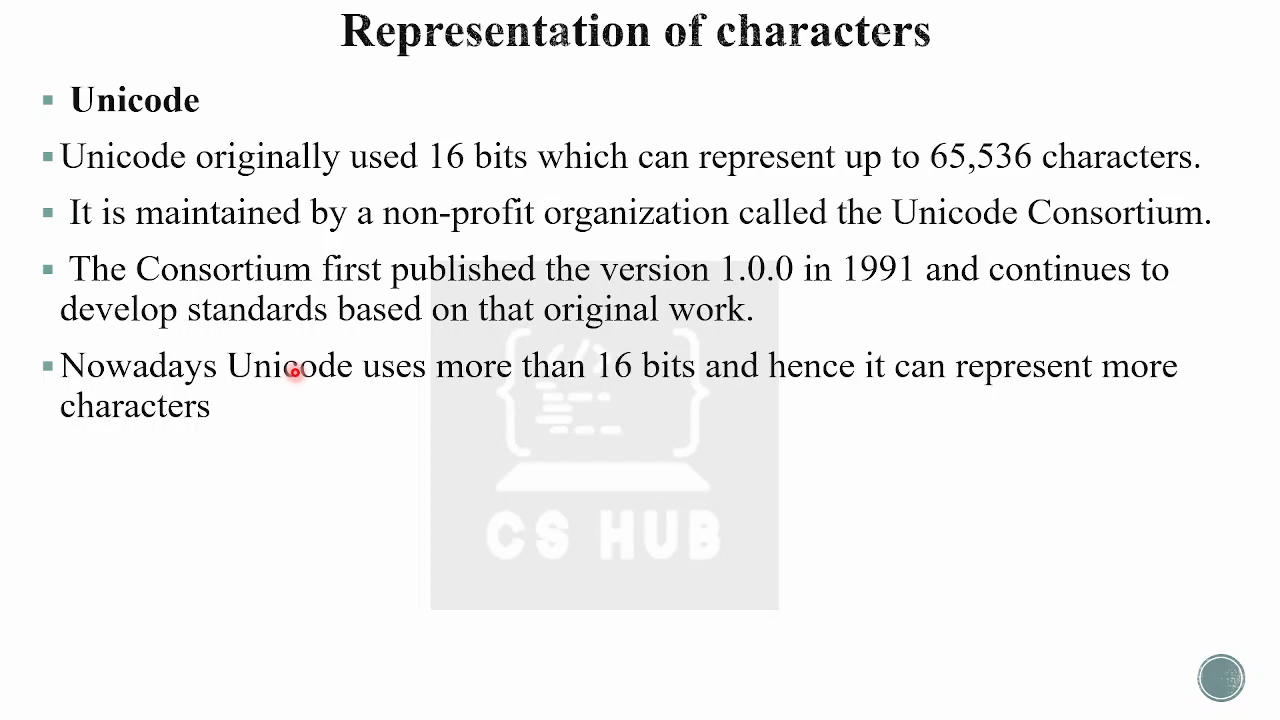 Representation of characters
Unicode
Unicode originally used 16 bits which can represent up to 65,536 characters.
It is maintained by a non-profit organization called the Unicode Consortium.
The Consortium first published the version 1.0.0 in 1991 and continues to
develop standards based on that original work.
Nowadays Unicode uses more than 16 bits and hence it can represent more
characters
CS HUB